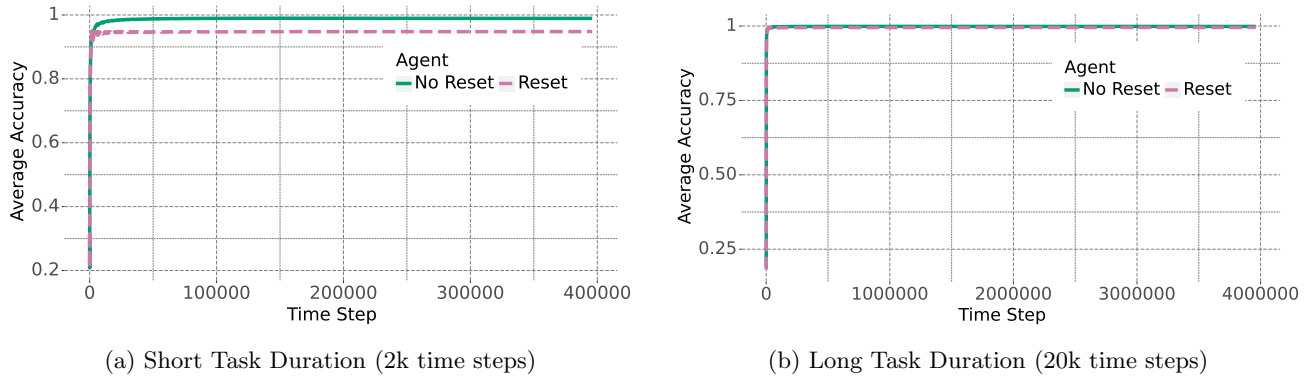 Average Accuracy
1
0.8
0.6
0.4
0.2
Agent
No Reset Reset
0 100000 200000 300000 400000
Time Step
(a) Short Task Duration (2k time steps)
Average Accuracy
1
0.75
0.50
0.25
Agent
No Reset Reset
0 1000000 2000000 3000000 4000000
Time Step
(b) Long Task Duration (20k time steps)